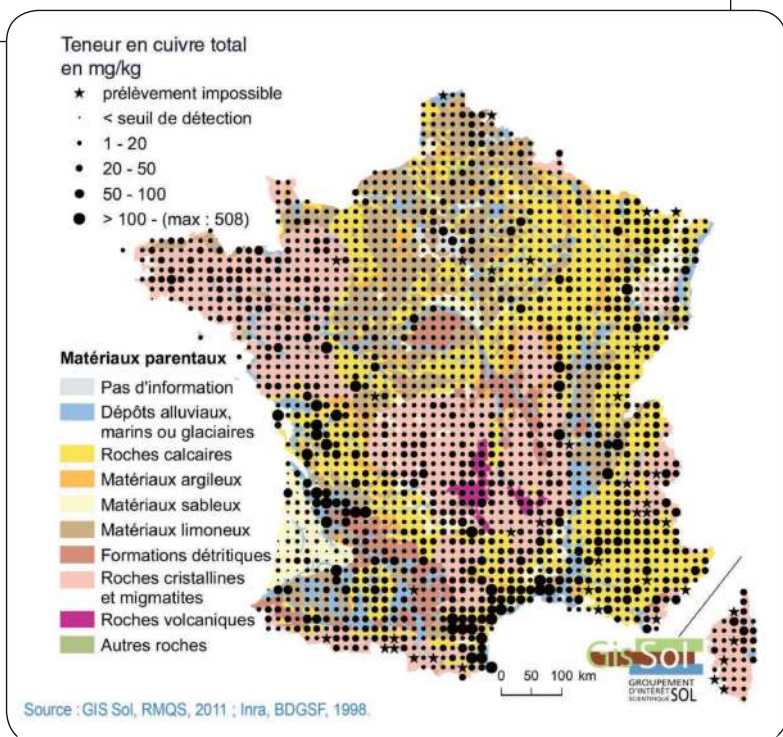 Teneur en cuivre total
en mg/kg
prélèvement impossible
< seuil de détection
1 - 20
20 - 50
50 - 100
> 100 - (max : 508)
Matériaux parentaux
Pas d'information
Dépôts alluviaux,
marins ou glaciaires
Roches calcaires
Matériaux argileux
Matériaux sableux
Matériaux limoneux
Formations détritiques
Roches cristallines
et migmatites
Roches volcaniques
Autres roches
0 50 100 km
Gis Sol
GROUPEMENT
D'INTÉRÊT
SCIENTIFIQUE SOL
Source : GIS Sol, RMQS, 2011 ; Inra, BDGSF, 1998.